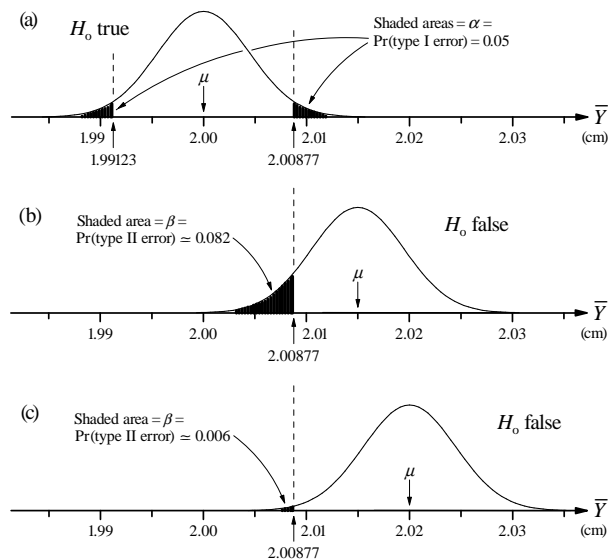 (a)
Hₒ true
Shaded areas = α =
Pr(type I error) = 0.05
μ
Y̅
1.99 2.00 2.01 2.02 2.03 (cm)
1.99123 2.00877
(b)
Shaded area = β =
Pr(type II error) ≃ 0.082
Hₒ false
μ
Y̅
1.99 2.00 2.01 2.02 2.03 (cm)
2.00877
(c)
Shaded area = β =
Pr(type II error) ≃ 0.006
Hₒ false
μ
Y̅
1.99 2.00 2.01 2.02 2.03 (cm)
2.00877